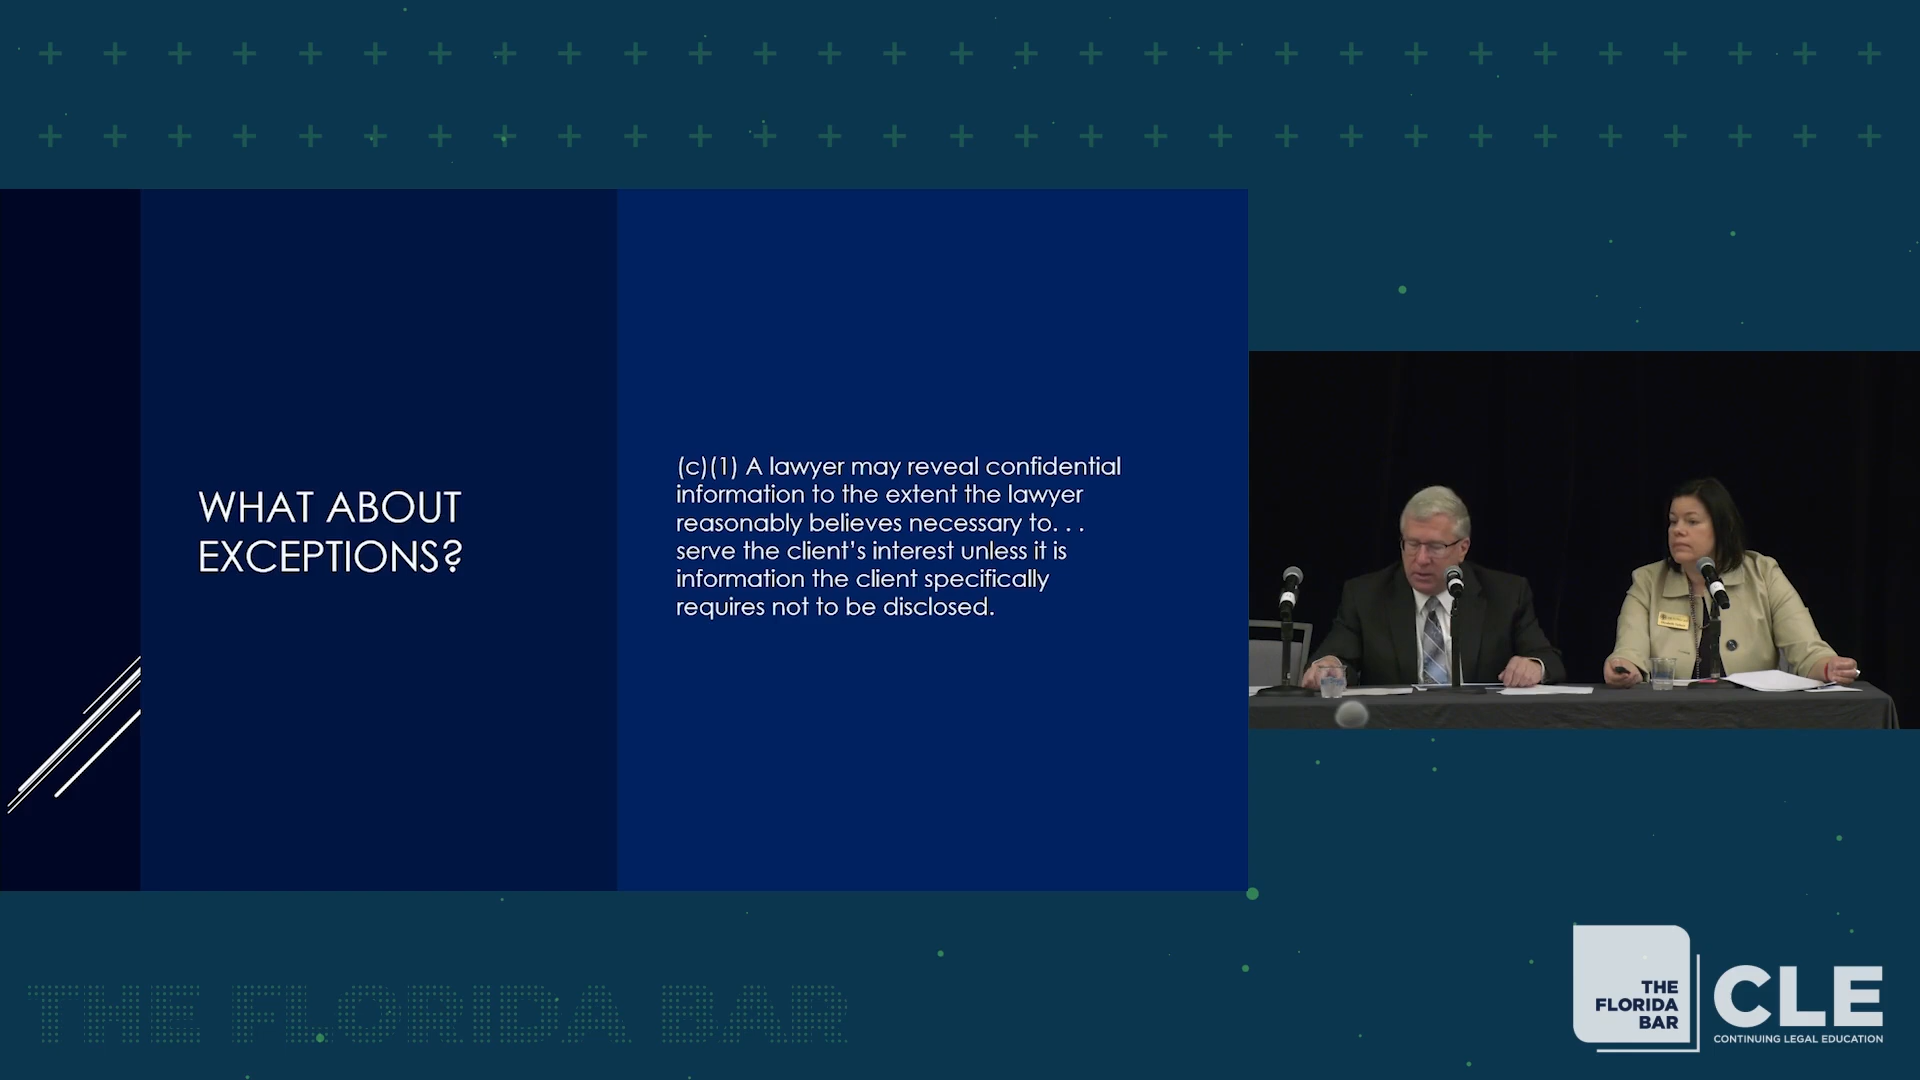 WHAT ABOUT
EXCEPTIONS?
(c)(1) A lawyer may reveal confidential
information to the extent the lawyer
reasonably believes necessary to. . .
serve the client’s interest unless it is
information the client specifically
requires not to be disclosed.
THE FLORIDA BAR
THE
FLORIDA
BAR
CLE
CONTINUING LEGAL EDUCATION